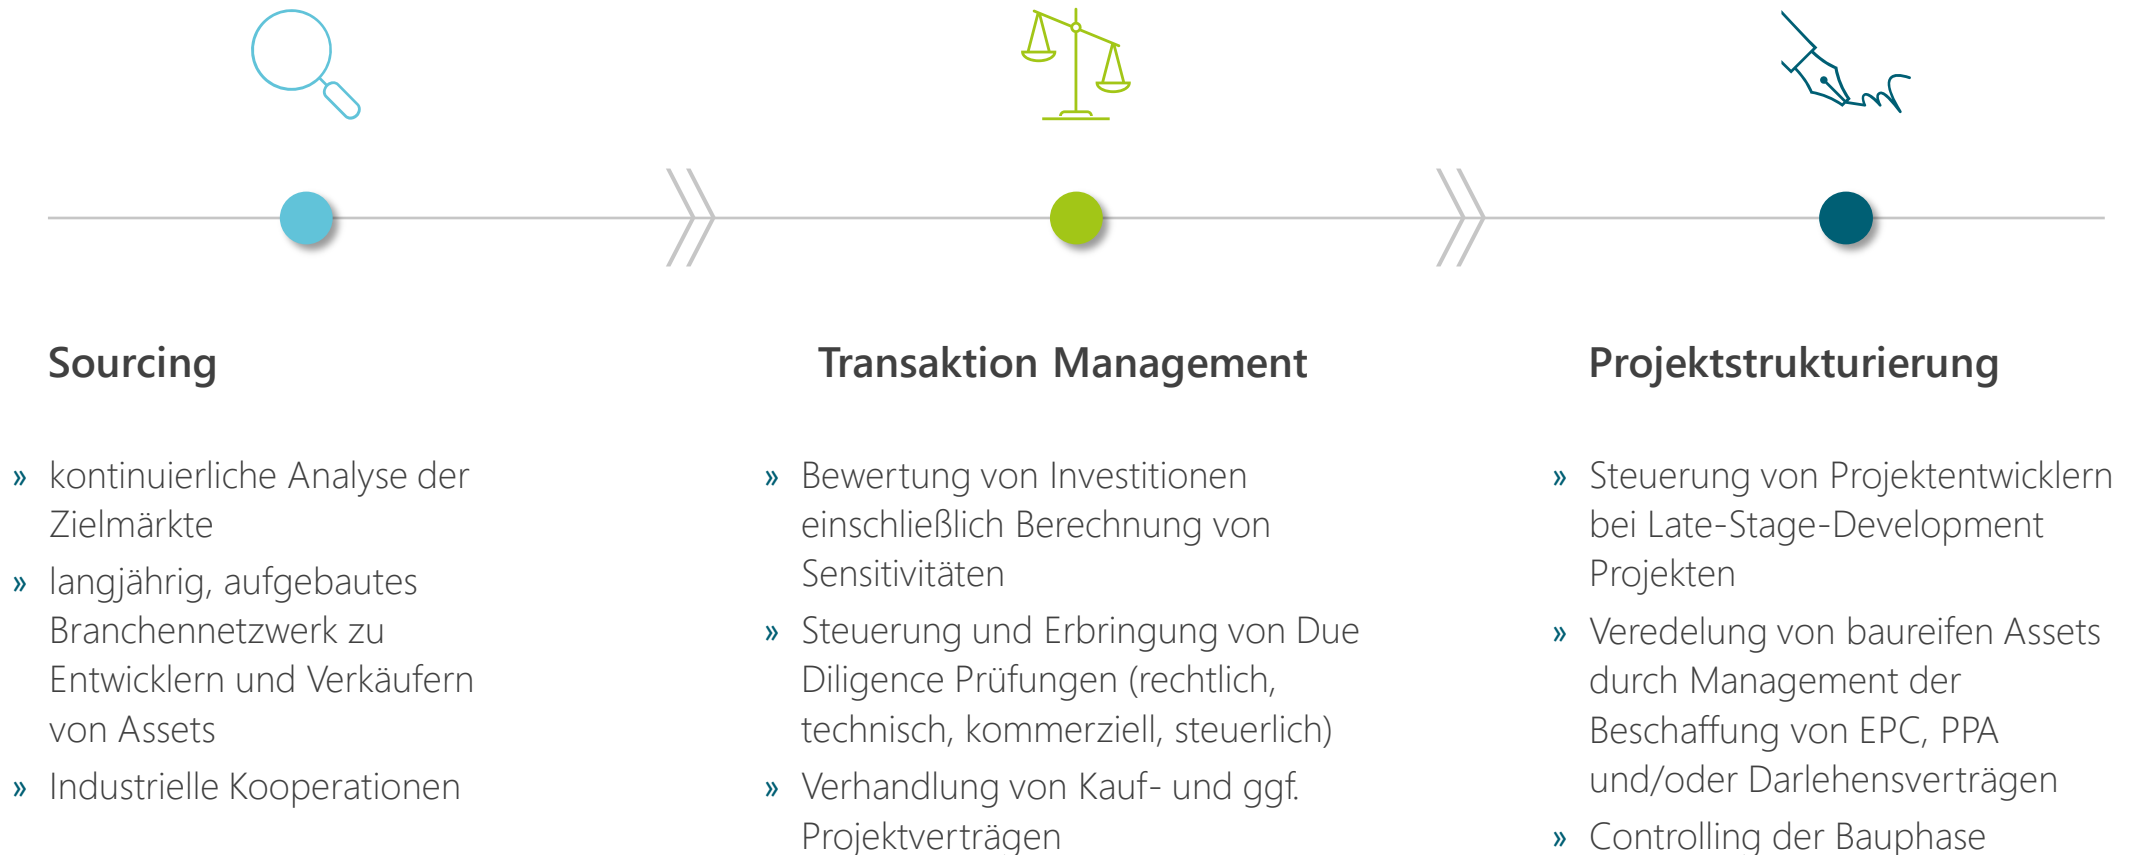 Sourcing
» kontinuierliche Analyse der
Zielmärkte
» langjährig, aufgebautes
Branchennetzwerk zu
Entwicklern und Verkäufern
von Assets
» Industrielle Kooperationen
Transaktion Management
» Bewertung von Investitionen
einschließlich Berechnung von
Sensitivitäten
» Steuerung und Erbringung von Due
Diligence Prüfungen (rechtlich,
technisch, kommerziell, steuerlich)
» Verhandlung von Kauf- und ggf.
Projektverträgen
Projektstrukturierung
» Steuerung von Projektentwicklern
bei Late-Stage-Development
Projekten
» Veredelung von baureifen Assets
durch Management der
Beschaffung von EPC, PPA
und/oder Darlehensverträgen
» Controlling der Bauphase